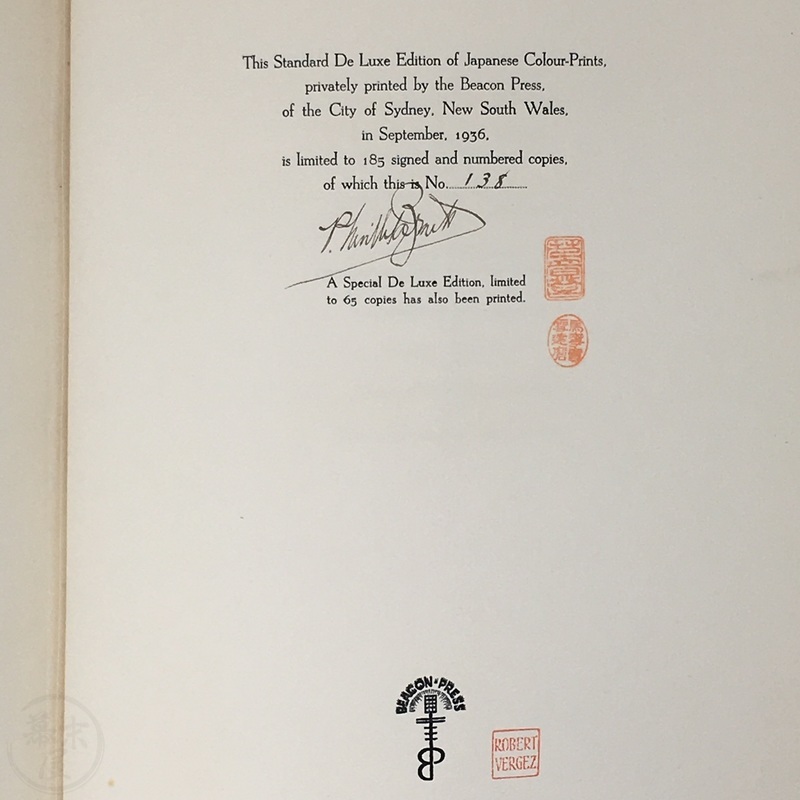 This Standard De Luxe Edition of Japanese Colour-Prints,
privately printed by the Beacon Press,
of the City of Sydney, New South Wales,
in September, 1936,
is limited to 185 signed and numbered copies,
of which this is No. 138
A Special De Luxe Edition, limited
to 65 copies has also been printed.
BEACON·PRESS
ROBERT
VERGEZ